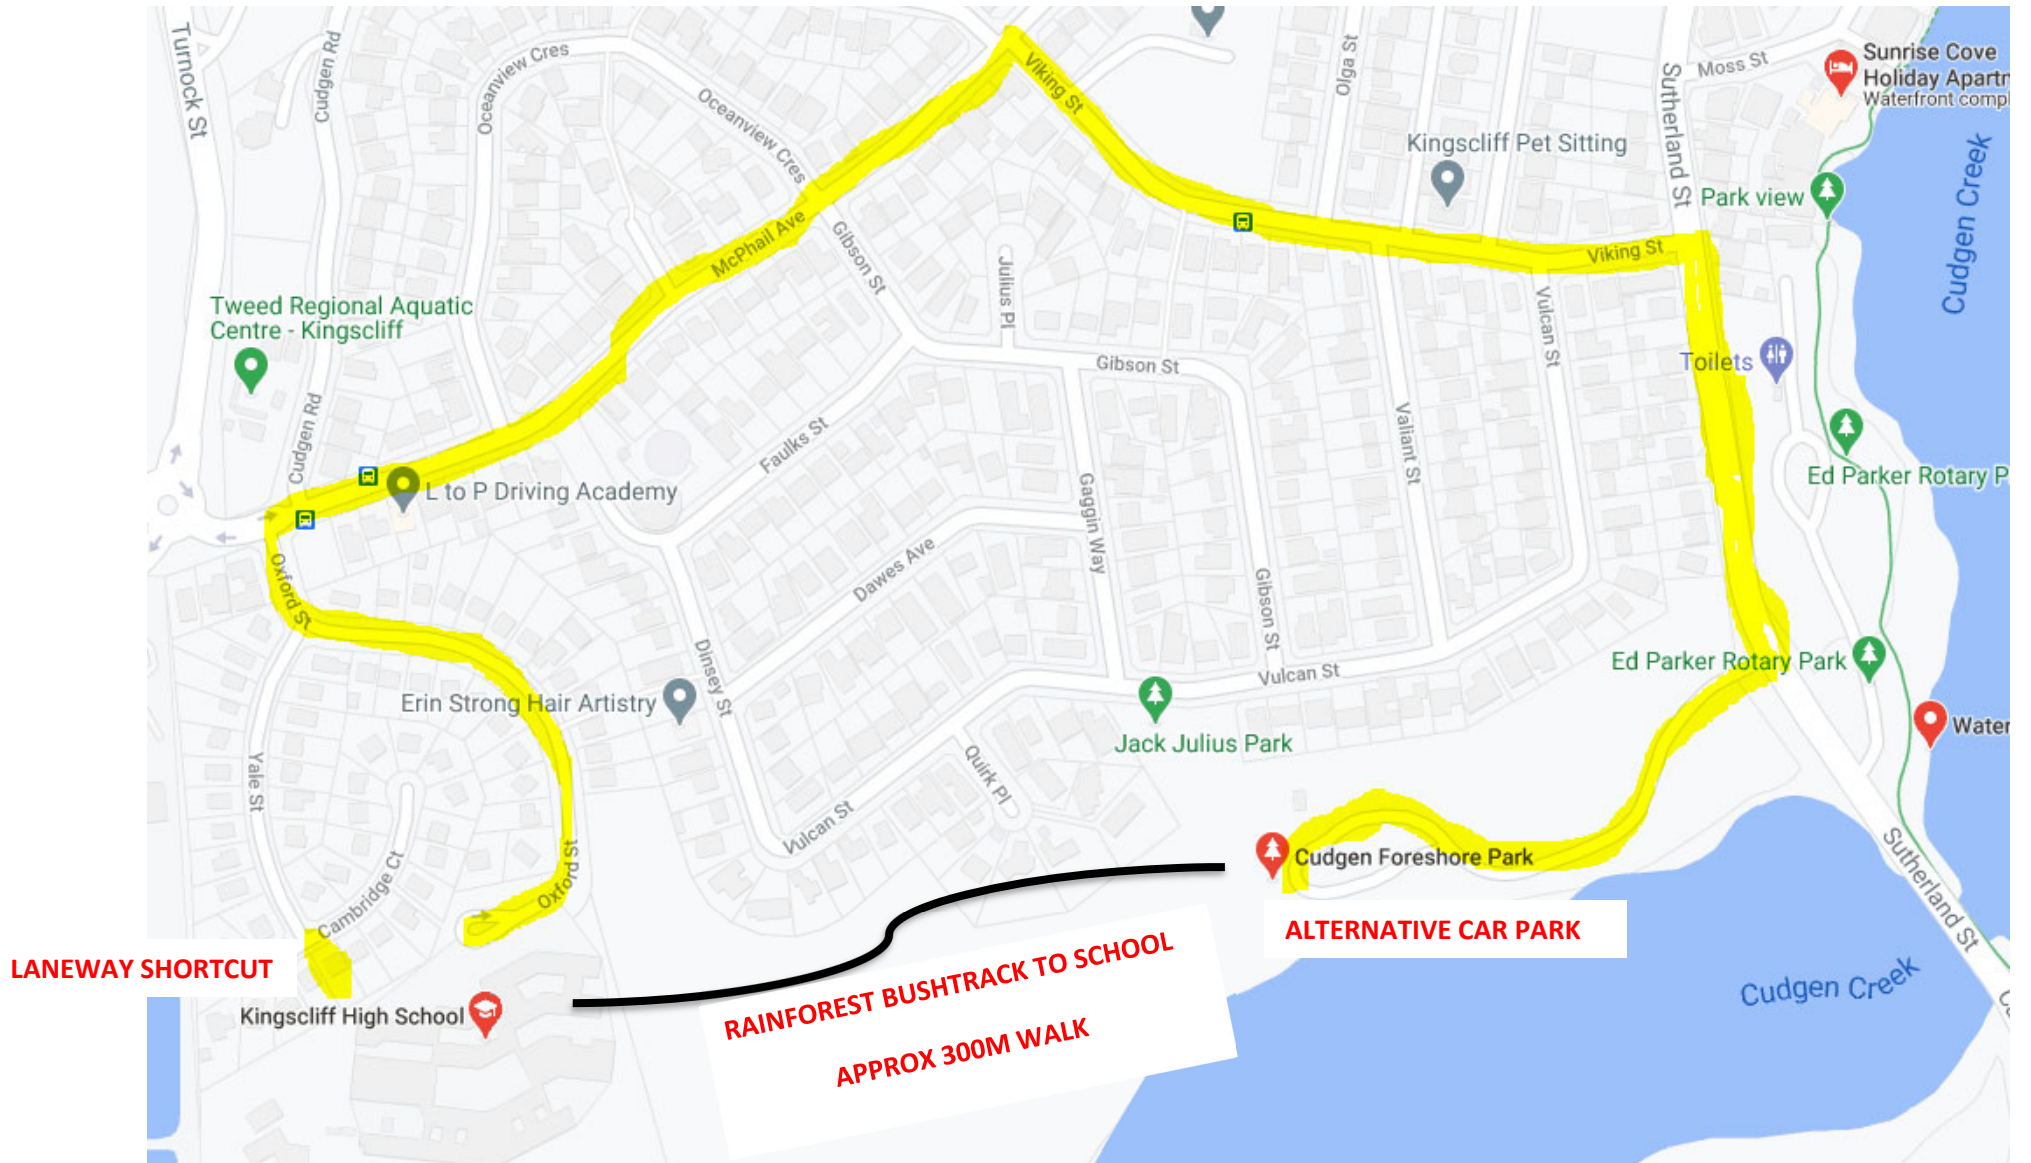 Turnock St
Cudgen Rd
Oceanview Cres
Oceanview Cres
Viking St
Olga St
Sutherland St
Moss St
Sunrise Cove
Holiday Apartn
Waterfront compl
Kingscliff Pet Sitting
Park view
Cudgen Creek
McPhail Ave
Gibson St
Julius Pl
Viking St
Vulcan St
Tweed Regional Aquatic
Centre - Kingscliff
Gibson St
Toilets
Cudgen Rd
Faulks St
Valiant St
Ed Parker Rotary P
L to P Driving Academy
Gaggin Way
Dawes Ave
Oxford St
Gibson St
Dinsey St
Vulcan St
Ed Parker Rotary Park
Erin Strong Hair Artistry
Jack Julius Park
Water
Yale St
Quirk Pl
Vulcan St
Cambridge Ct
Oxford St
Cudgen Foreshore Park
Sutherland St
LANEWAY SHORTCUT
ALTERNATIVE CAR PARK
Kingscliff High School
RAINFOREST BUSHTRACK TO SCHOOL
APPROX 300M WALK
Cudgen Creek